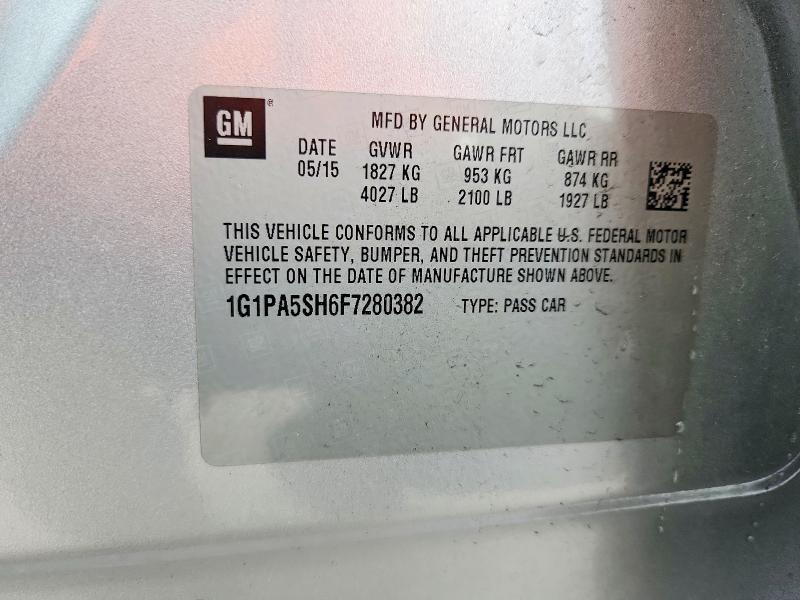 GM ®
MFD BY GENERAL MOTORS LLC
DATE GVWR GAWR FRT GAWR RR
05/15 1827 KG 953 KG 874 KG
4027 LB 2100 LB 1927 LB
THIS VEHICLE CONFORMS TO ALL APPLICABLE U.S. FEDERAL MOTOR
VEHICLE SAFETY, BUMPER, AND THEFT PREVENTION STANDARDS IN
EFFECT ON THE DATE OF MANUFACTURE SHOWN ABOVE.
1G1PA5SH6F7280382 TYPE: PASS CAR